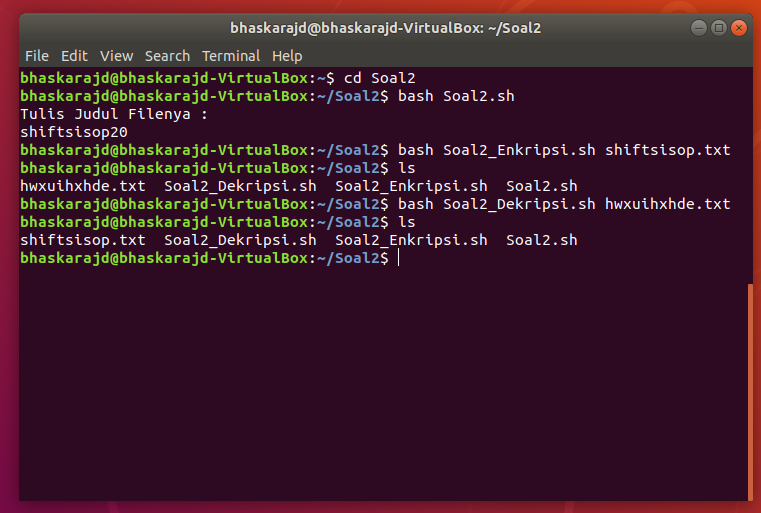 bhaskarajd@bhaskarajd-VirtualBox: ~/Soal2
File Edit View Search Terminal Help
bhaskarajd@bhaskarajd-VirtualBox:~$ cd Soal2
bhaskarajd@bhaskarajd-VirtualBox:~/Soal2$ bash Soal2.sh
Tulis Judul Filenya :
shiftsisop20
bhaskarajd@bhaskarajd-VirtualBox:~/Soal2$ bash Soal2_Enkripsi.sh shiftsisop.txt
bhaskarajd@bhaskarajd-VirtualBox:~/Soal2$ ls
hwxuihxhde.txt  Soal2_Dekripsi.sh  Soal2_Enkripsi.sh  Soal2.sh
bhaskarajd@bhaskarajd-VirtualBox:~/Soal2$ bash Soal2_Dekripsi.sh hwxuihxhde.txt
bhaskarajd@bhaskarajd-VirtualBox:~/Soal2$ ls
shiftsisop.txt  Soal2_Dekripsi.sh  Soal2_Enkripsi.sh  Soal2.sh
bhaskarajd@bhaskarajd-VirtualBox:~/Soal2$